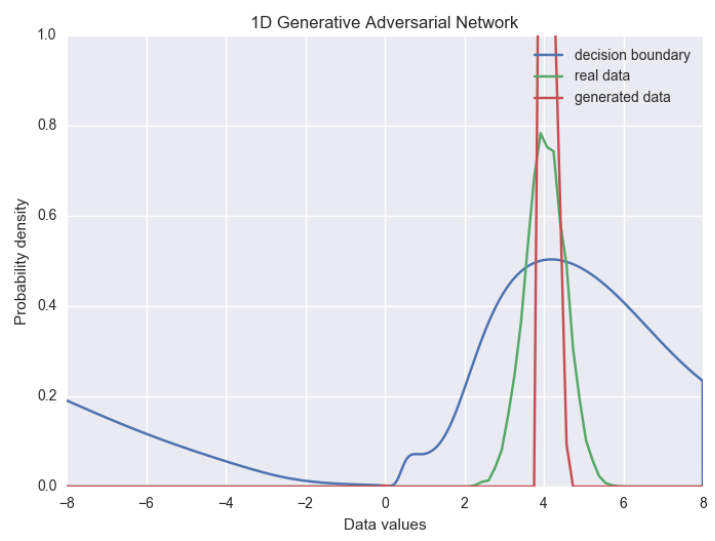 1D Generative Adversarial Network
decision boundary
real data
generated data
Probability density
1.0
0.8
0.6
0.4
0.2
0.0
−8 −6 −4 −2 0 2 4 6 8
Data values